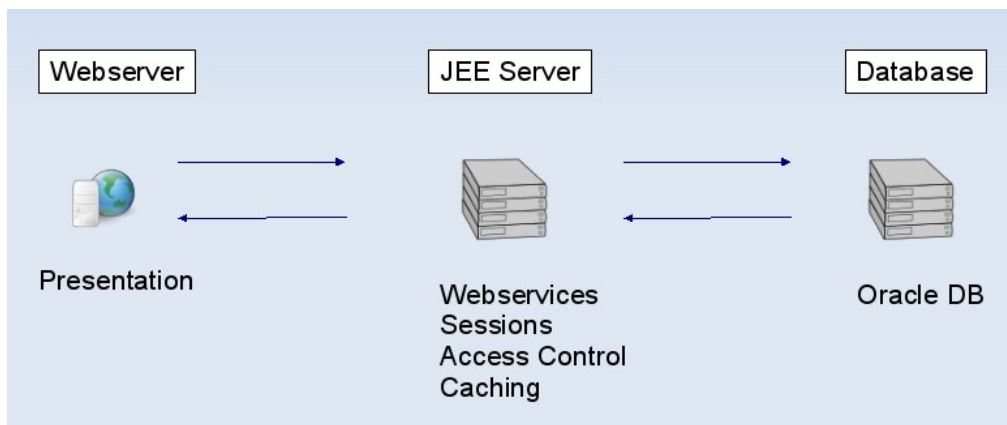 Webserver
JEE Server
Database
Presentation
Webservices
Sessions
Access Control
Caching
Oracle DB